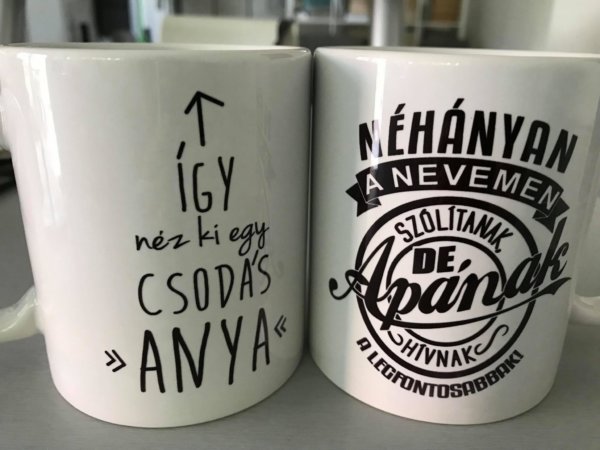 ÍGY
néz ki egy
CSODÁS
»ANYA«
NÉHÁNYAN
A NEVEMEN
SZÓLÍTANAK
DE
Apának
HÍVNAK
A LEGFONTOSABBAK!